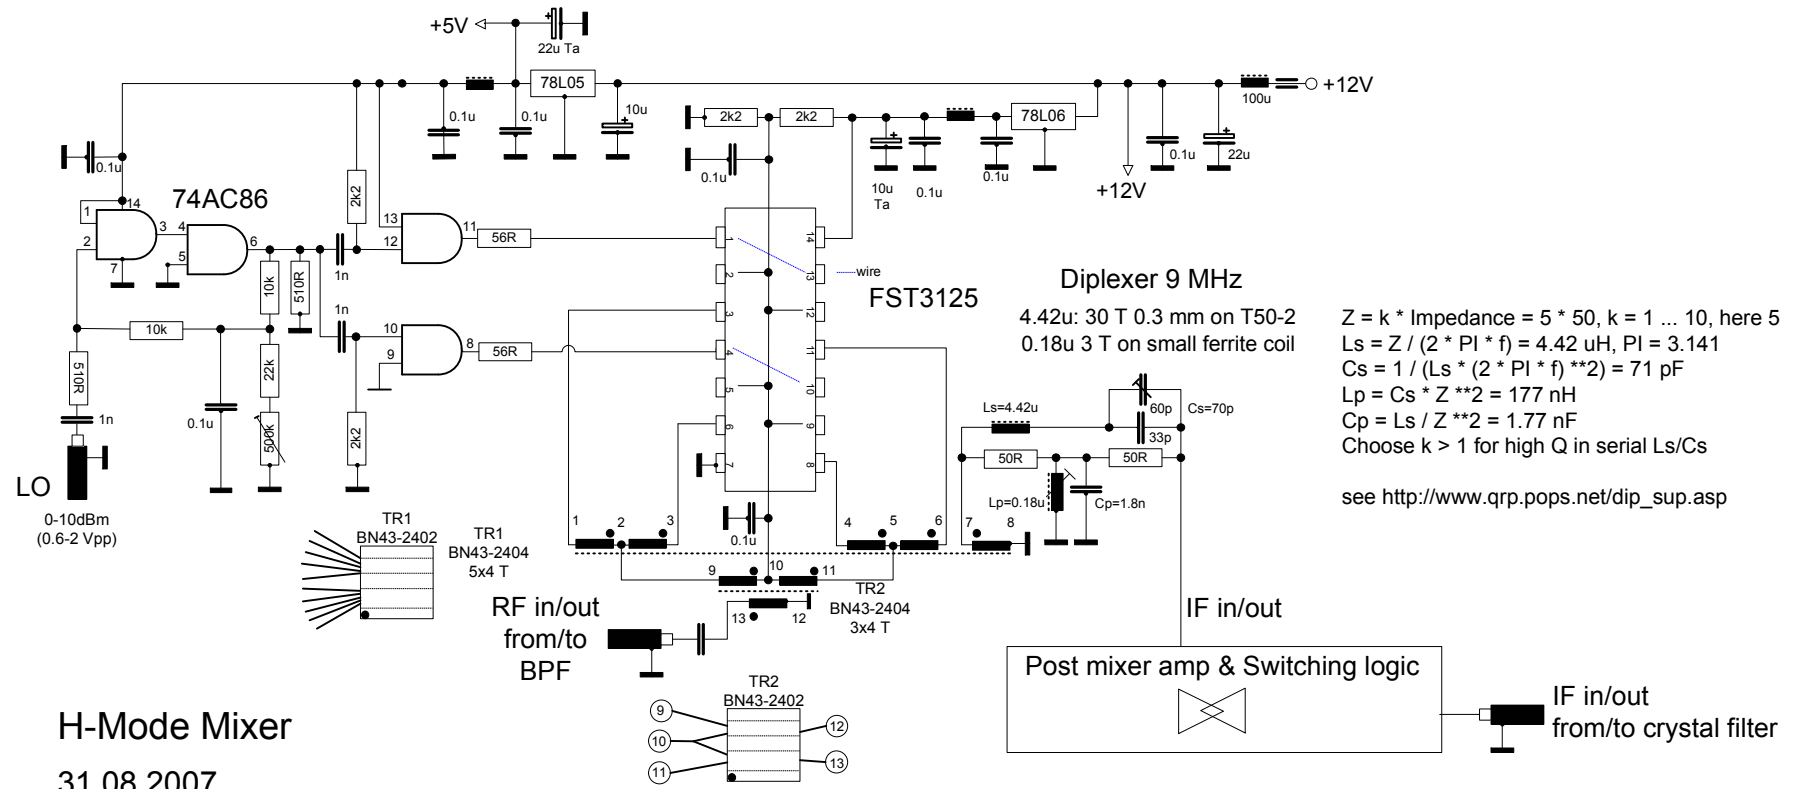 +5V
22u Ta
78L05
0.1u
0.1u
10u
2k2
2k2
78L06
100u
+12V
0.1u
0.1u
10u
Ta
0.1u
0.1u
+12V
0.1u
22u
74AC86
1
14
2
3
7
4
5
6
2k2
13
12
11
56R
1n
10k
510R
1n
10
9
8
56R
10k
510R
1n
22k
0.1u
500k
2k2
LO
0-10dBm
(0.6-2 Vpp)
1
2
3
4
5
6
7
14
13
12
11
10
9
8
wire
FST3125
Diplexer 9 MHz
4.42u: 30 T 0.3 mm on T50-2
0.18u 3 T on small ferrite coil
Z = k * Impedance = 5 * 50, k = 1 ... 10, here 5
Ls = Z / (2 * PI * f) = 4.42 uH, PI = 3.141
Cs = 1 / (Ls * (2 * PI * f) **2) = 71 pF
Lp = Cs * Z **2 = 177 nH
Cp = Ls / Z **2 = 1.77 nF
Choose k > 1 for high Q in serial Ls/Cs
see http://www.qrp.pops.net/dip_sup.asp
Ls=4.42u
60p
Cs=70p
33p
50R
50R
Lp=0.18u
Cp=1.8n
1
2
3
0.1u
4
5
6
7
8
TR1
BN43-2402
TR1
BN43-2404
5x4 T
9
10
11
TR2
BN43-2404
3x4 T
13
12
RF in/out
from/to
BPF
IF in/out
Post mixer amp & Switching logic
IF in/out
from/to crystal filter
TR2
BN43-2402
9
10
11
12
13
H-Mode Mixer
31.08.2007